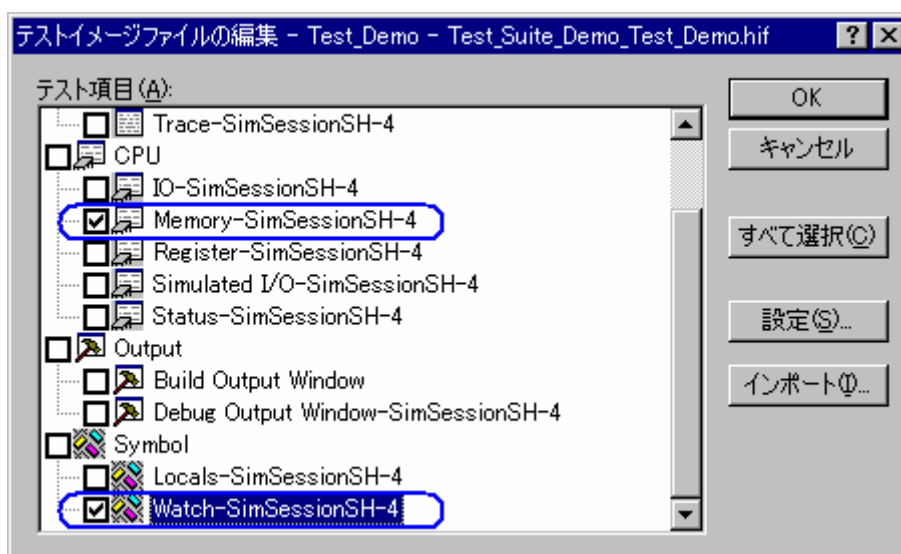 テストイメージファイルの編集 - Test_Demo - Test_Suite_Demo_Test_Demo.hif
テスト項目(A):
Trace-SimSessionSH-4
CPU
IO-SimSessionSH-4
Memory-SimSessionSH-4
Register-SimSessionSH-4
Simulated I/O-SimSessionSH-4
Status-SimSessionSH-4
Output
Build Output Window
Debug Output Window-SimSessionSH-4
Symbol
Locals-SimSessionSH-4
Watch-SimSessionSH-4
OK
キャンセル
すべて選択(C)
設定(S)...
インポート(I)...